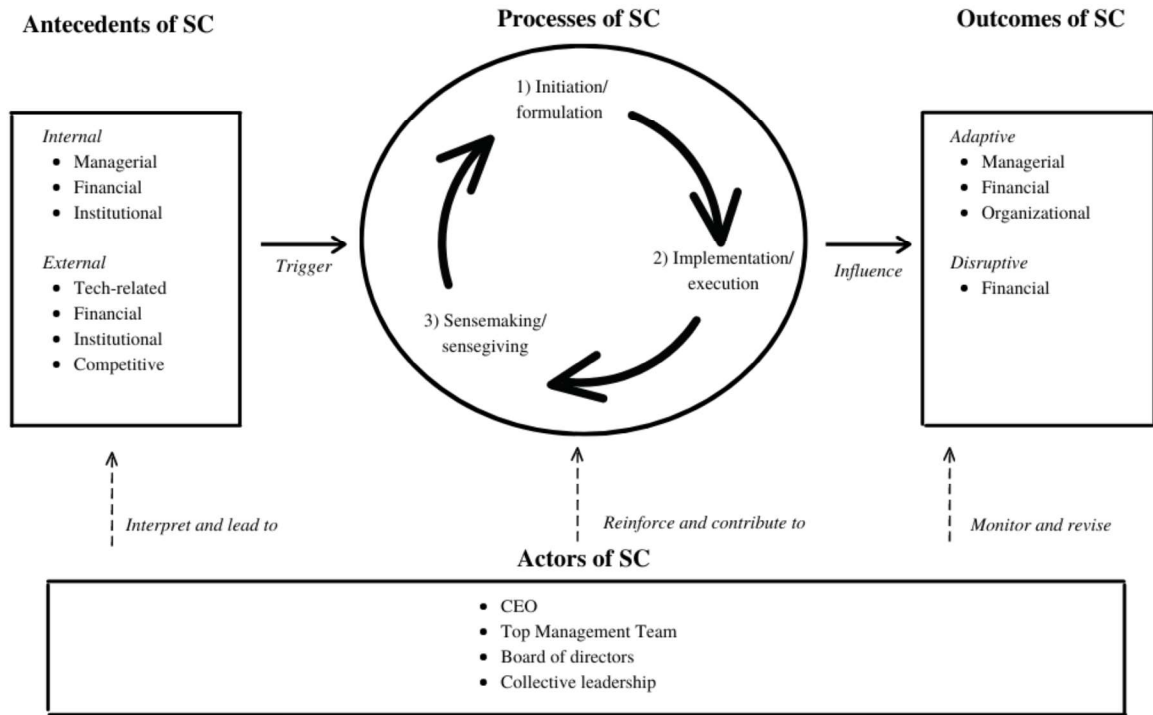 Antecedents of SC
Processes of SC
Outcomes of SC
Internal
• Managerial
• Financial
• Institutional
External
• Tech-related
• Financial
• Institutional
• Competitive
Trigger
1) Initiation/
formulation
2) Implementation/
execution
3) Sensemaking/
sensegiving
Influence
Adaptive
• Managerial
• Financial
• Organizational
Disruptive
• Financial
Interpret and lead to
Reinforce and contribute to
Monitor and revise
Actors of SC
• CEO
• Top Management Team
• Board of directors
• Collective leadership